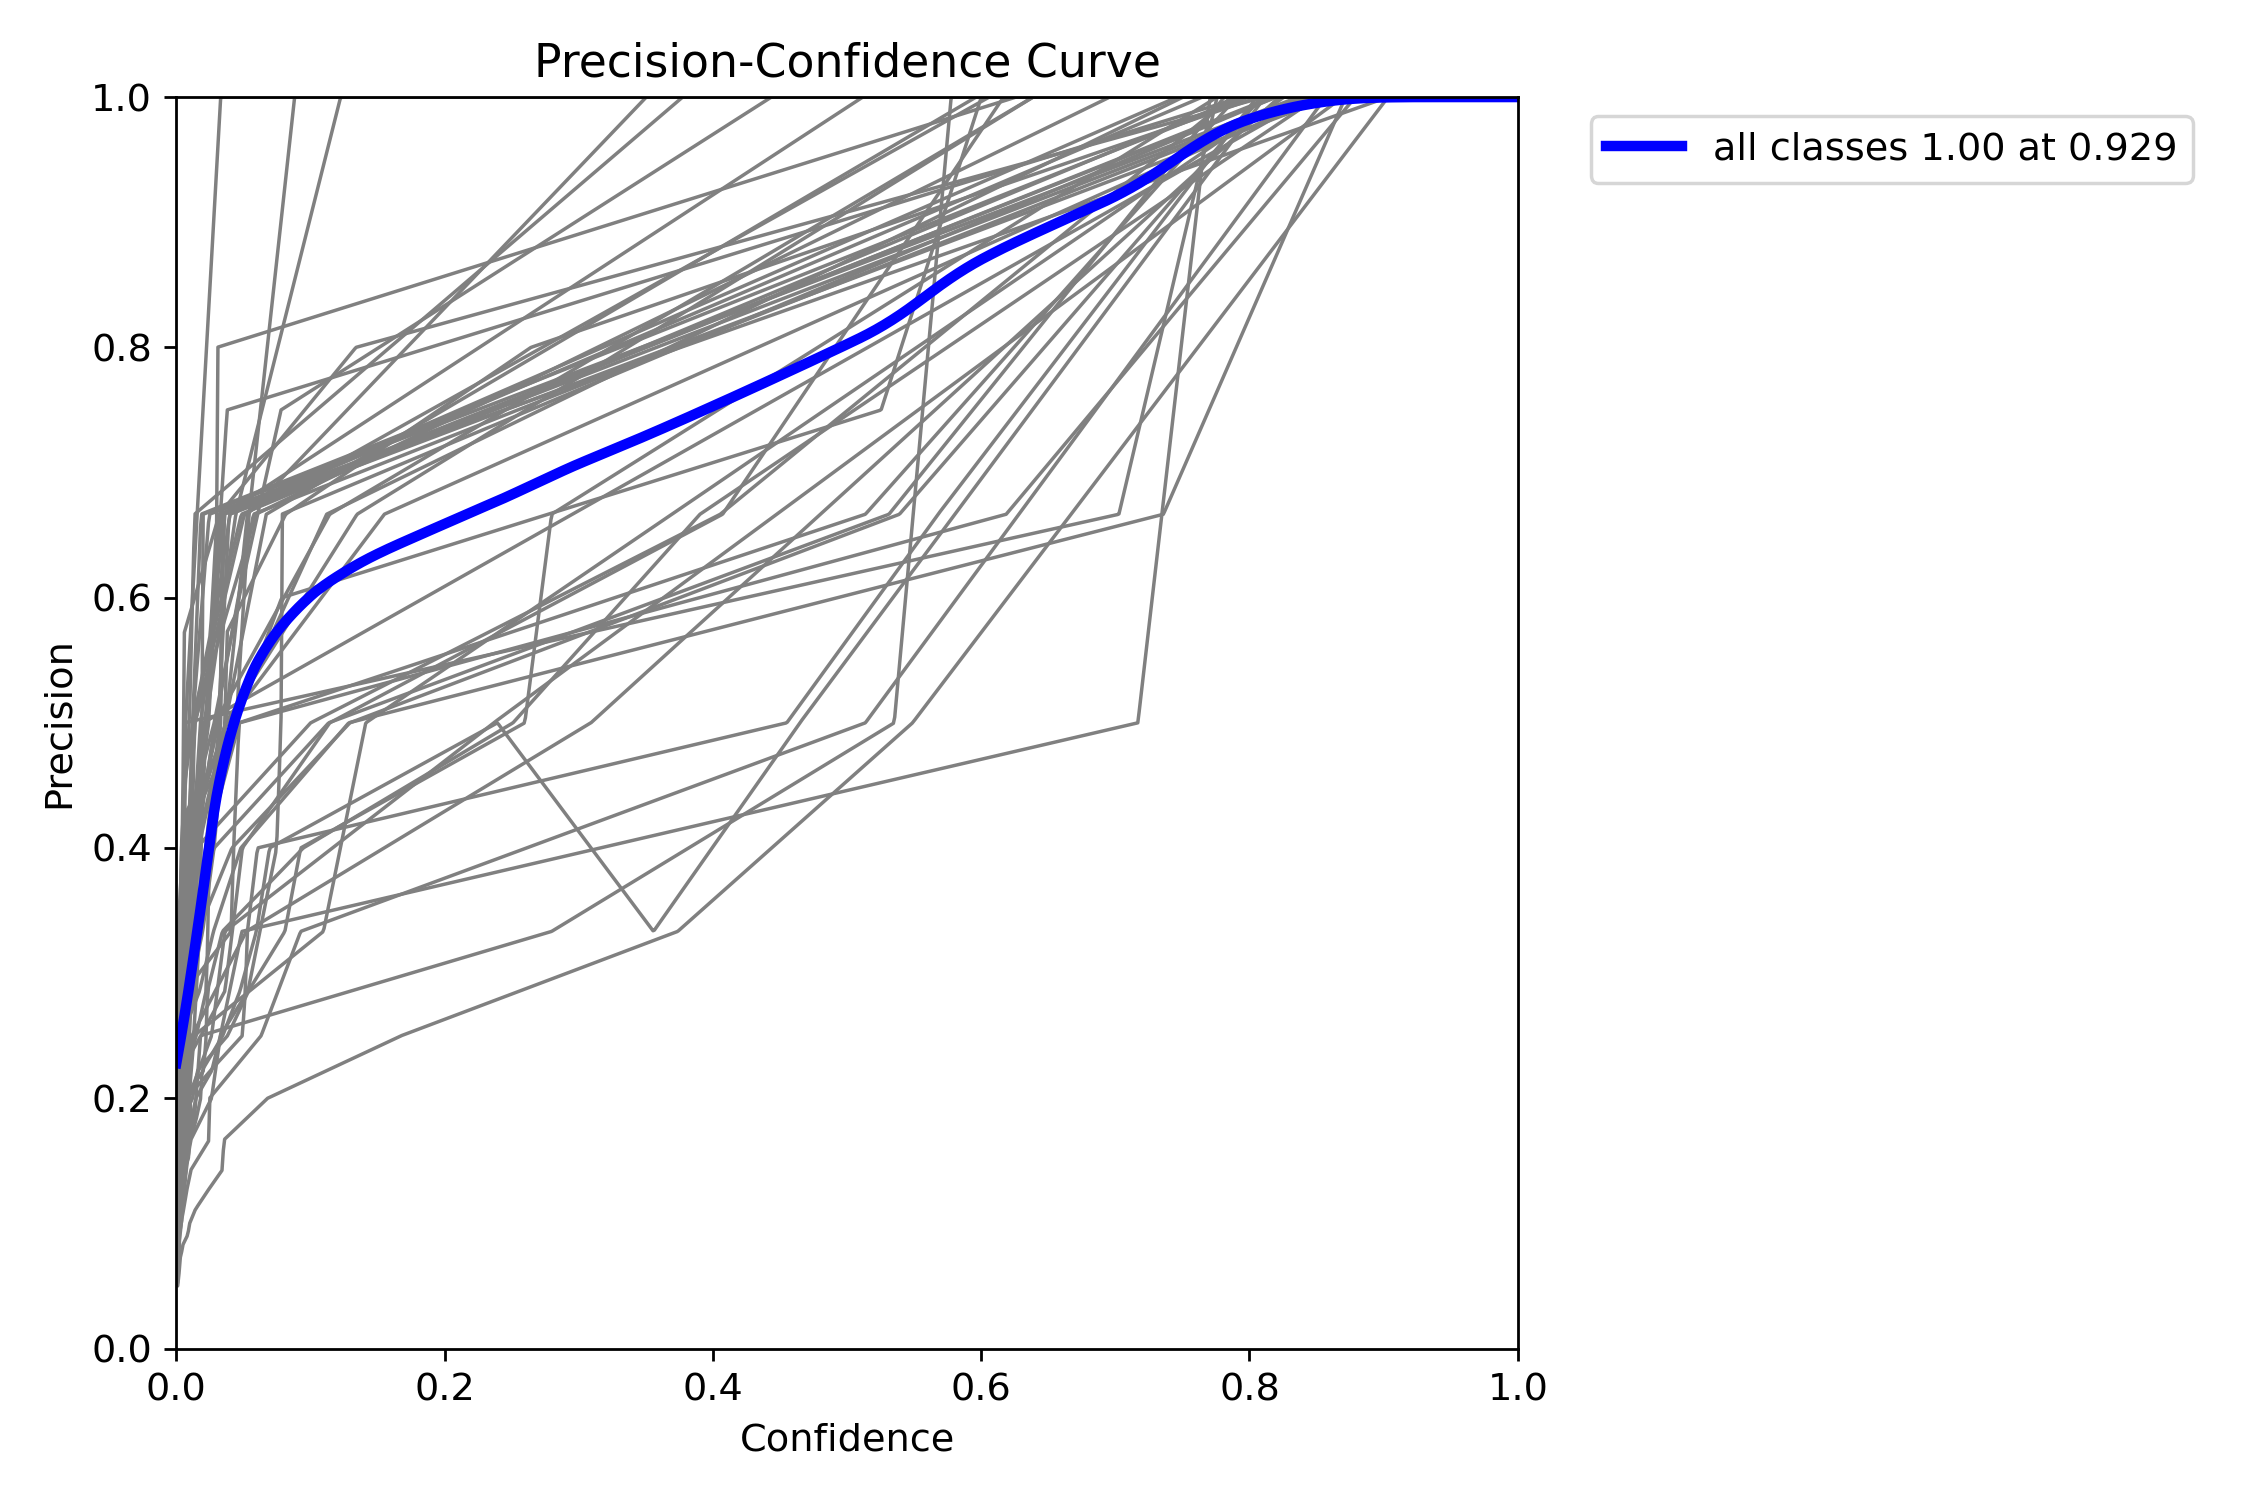 Precision-Confidence Curve
all classes 1.00 at 0.929
1.0
0.8
0.6
0.4
0.2
0.0
Precision
0.0 0.2 0.4 0.6 0.8 1.0
Confidence